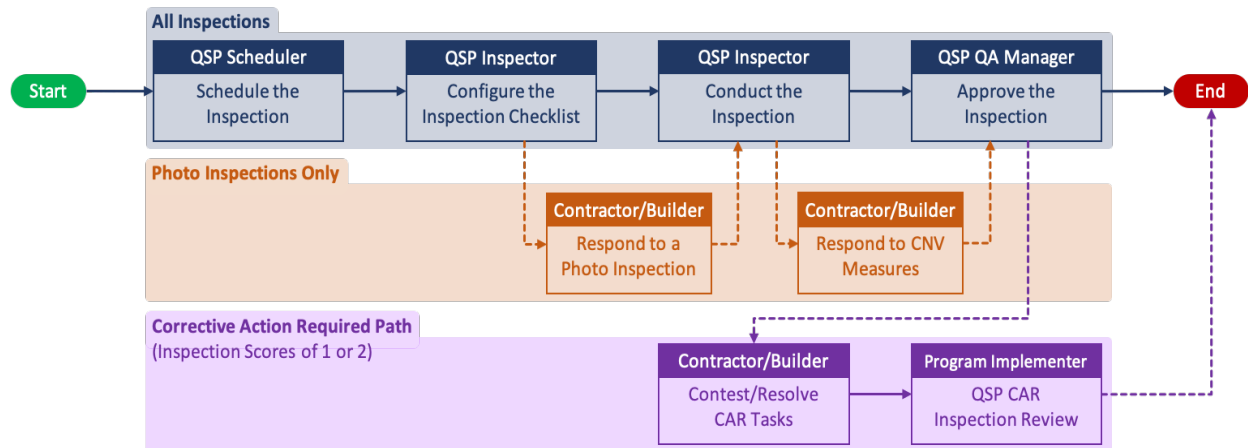 All Inspections
QSP Scheduler
Schedule the
Inspection
QSP Inspector
Configure the
Inspection Checklist
QSP Inspector
Conduct the
Inspection
QSP QA Manager
Approve the
Inspection
Start
End
Photo Inspections Only
Contractor/Builder
Respond to a
Photo Inspection
Contractor/Builder
Respond to CNV
Measures
Corrective Action Required Path
(Inspection Scores of 1 or 2)
Contractor/Builder
Contest/Resolve
CAR Tasks
Program Implementer
QSP CAR
Inspection Review